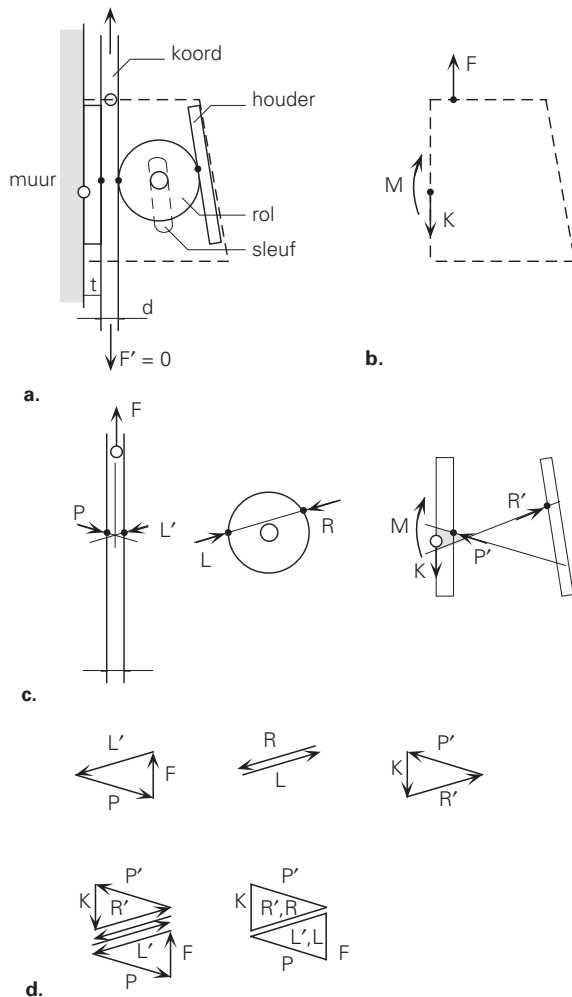 koord
houder
muur
rol
sleuf
t
d
F′ = 0
a.
F
M
K
b.
F
P
L′
L
R
M
K
R′
P′
c.
L′
F
P
R
L
P′
K
R′
P′
K
R′
L′
F
P
P′
K
R′,R
L′,L
F
P
d.